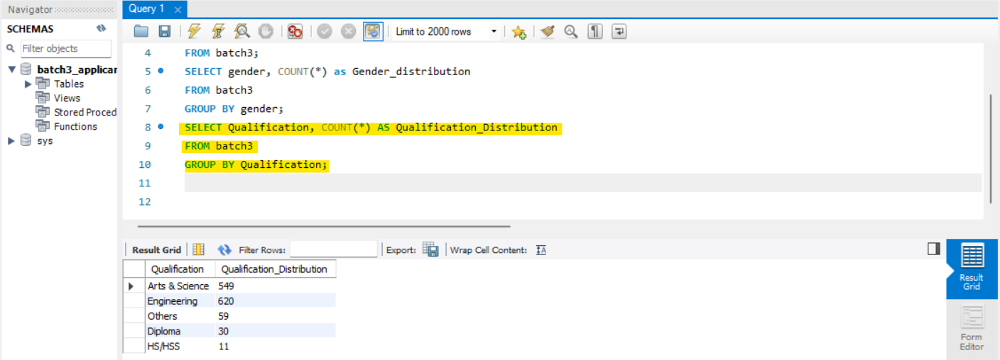 Navigator
Query 1
SCHEMAS
Filter objects
batch3_applicar
Tables
Views
Stored Proced
Functions
sys
Limit to 2000 rows
4 FROM batch3;
5 SELECT gender, COUNT(*) as Gender_distribution
6 FROM batch3
7 GROUP BY gender;
8 SELECT Qualification, COUNT(*) AS Qualification_Distribution
9 FROM batch3
10 GROUP BY Qualification;
11
12
Result Grid Filter Rows: Export: Wrap Cell Content:
Qualification Qualification_Distribution
Arts & Science 549
Engineering 620
Others 59
Diploma 30
HS/HSS 11
Result
Grid
Form
Editor